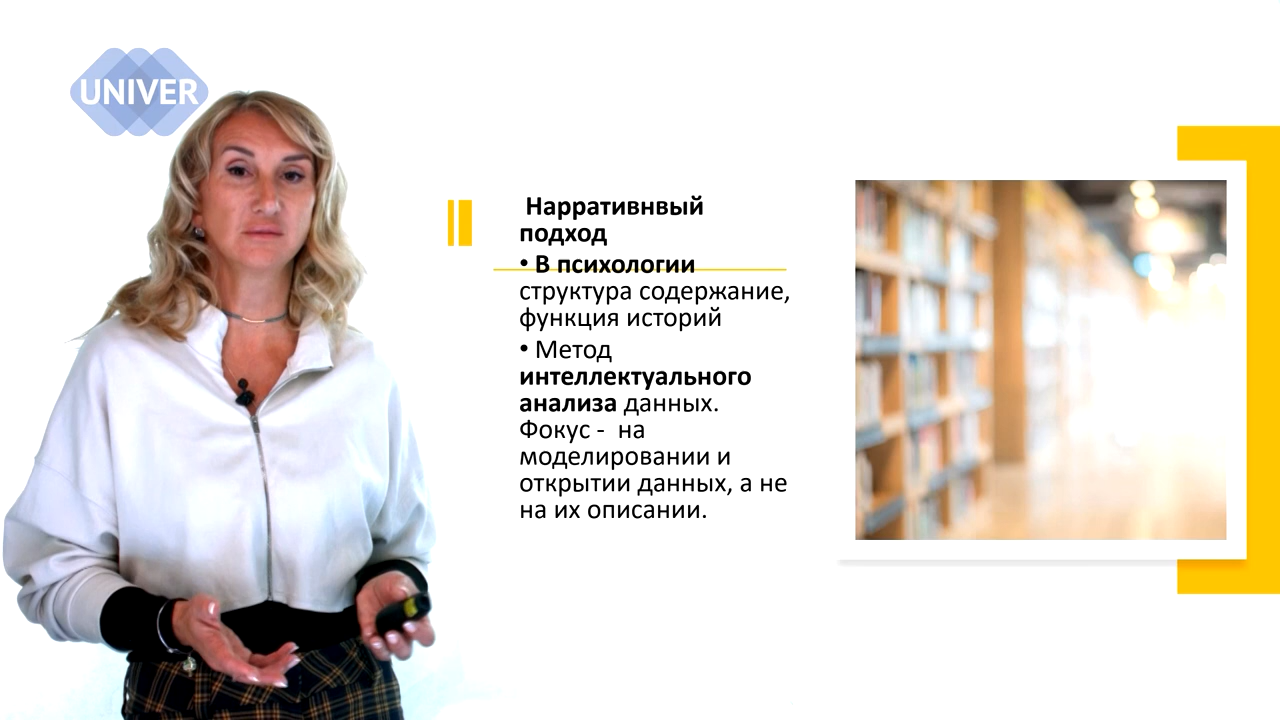 UNIVER
Нарративнвый
подход
• В психологии
структура содержание,
функция историй
• Метод
интеллектуального
анализа данных.
Фокус - на
моделировании и
открытии данных, а не
на их описании.